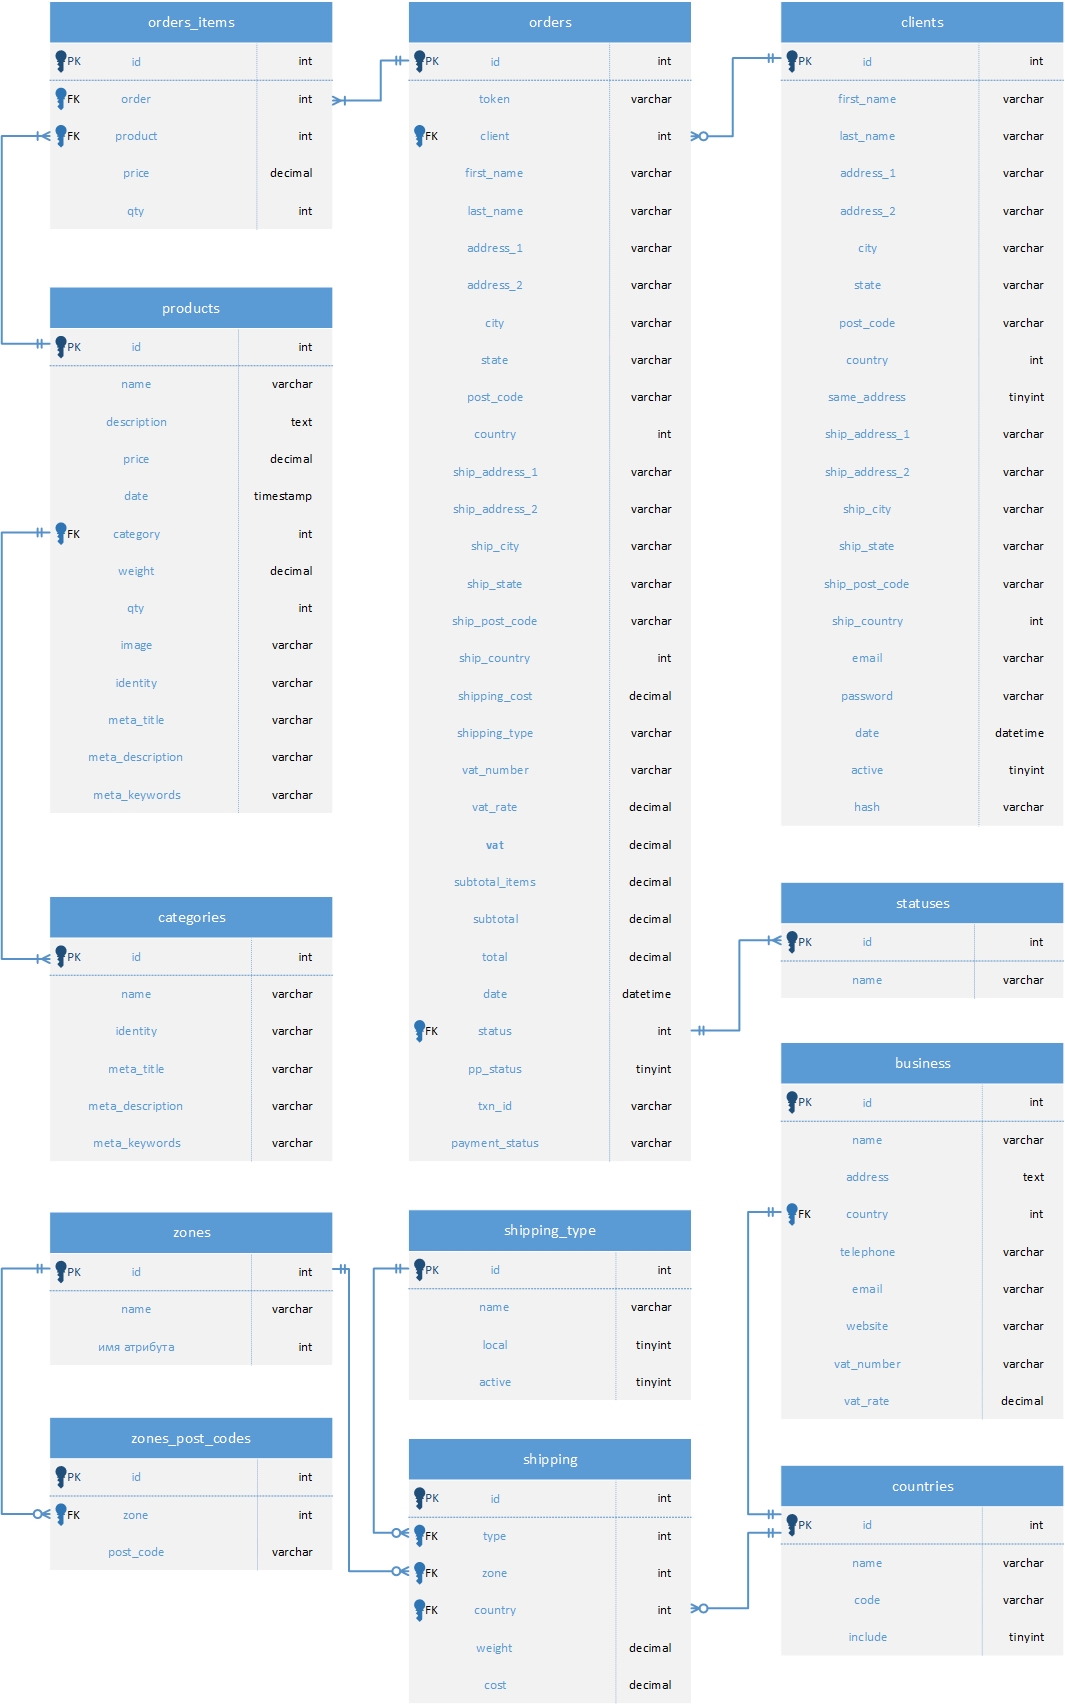 orders_items
PK id int
FK order int
FK product int
price decimal
qty int
products
PK id int
name varchar
description text
price decimal
date timestamp
FK category int
weight decimal
qty int
image varchar
identity varchar
meta_title varchar
meta_description varchar
meta_keywords varchar
categories
PK id int
name varchar
identity varchar
meta_title varchar
meta_description varchar
meta_keywords varchar
zones
PK id int
name varchar
имя атрибута int
zones_post_codes
PK id int
FK zone int
post_code varchar
orders
PK id int
token varchar
FK client int
first_name varchar
last_name varchar
address_1 varchar
address_2 varchar
city varchar
state varchar
post_code varchar
country int
ship_address_1 varchar
ship_address_2 varchar
ship_city varchar
ship_state varchar
ship_post_code varchar
ship_country int
shipping_cost decimal
shipping_type varchar
vat_number varchar
vat_rate decimal
vat decimal
subtotal_items decimal
subtotal decimal
total decimal
date datetime
FK status int
pp_status tinyint
txn_id varchar
payment_status varchar
shipping_type
PK id int
name varchar
local tinyint
active tinyint
shipping
PK id int
FK type int
FK zone int
FK country int
weight decimal
cost decimal
clients
PK id int
first_name varchar
last_name varchar
address_1 varchar
address_2 varchar
city varchar
state varchar
post_code varchar
country int
same_address tinyint
ship_address_1 varchar
ship_address_2 varchar
ship_city varchar
ship_state varchar
ship_post_code varchar
ship_country int
email varchar
password varchar
date datetime
active tinyint
hash varchar
statuses
PK id int
name varchar
business
PK id int
name varchar
address text
FK country int
telephone varchar
email varchar
website varchar
vat_number varchar
vat_rate decimal
countries
PK id int
name varchar
code varchar
include tinyint